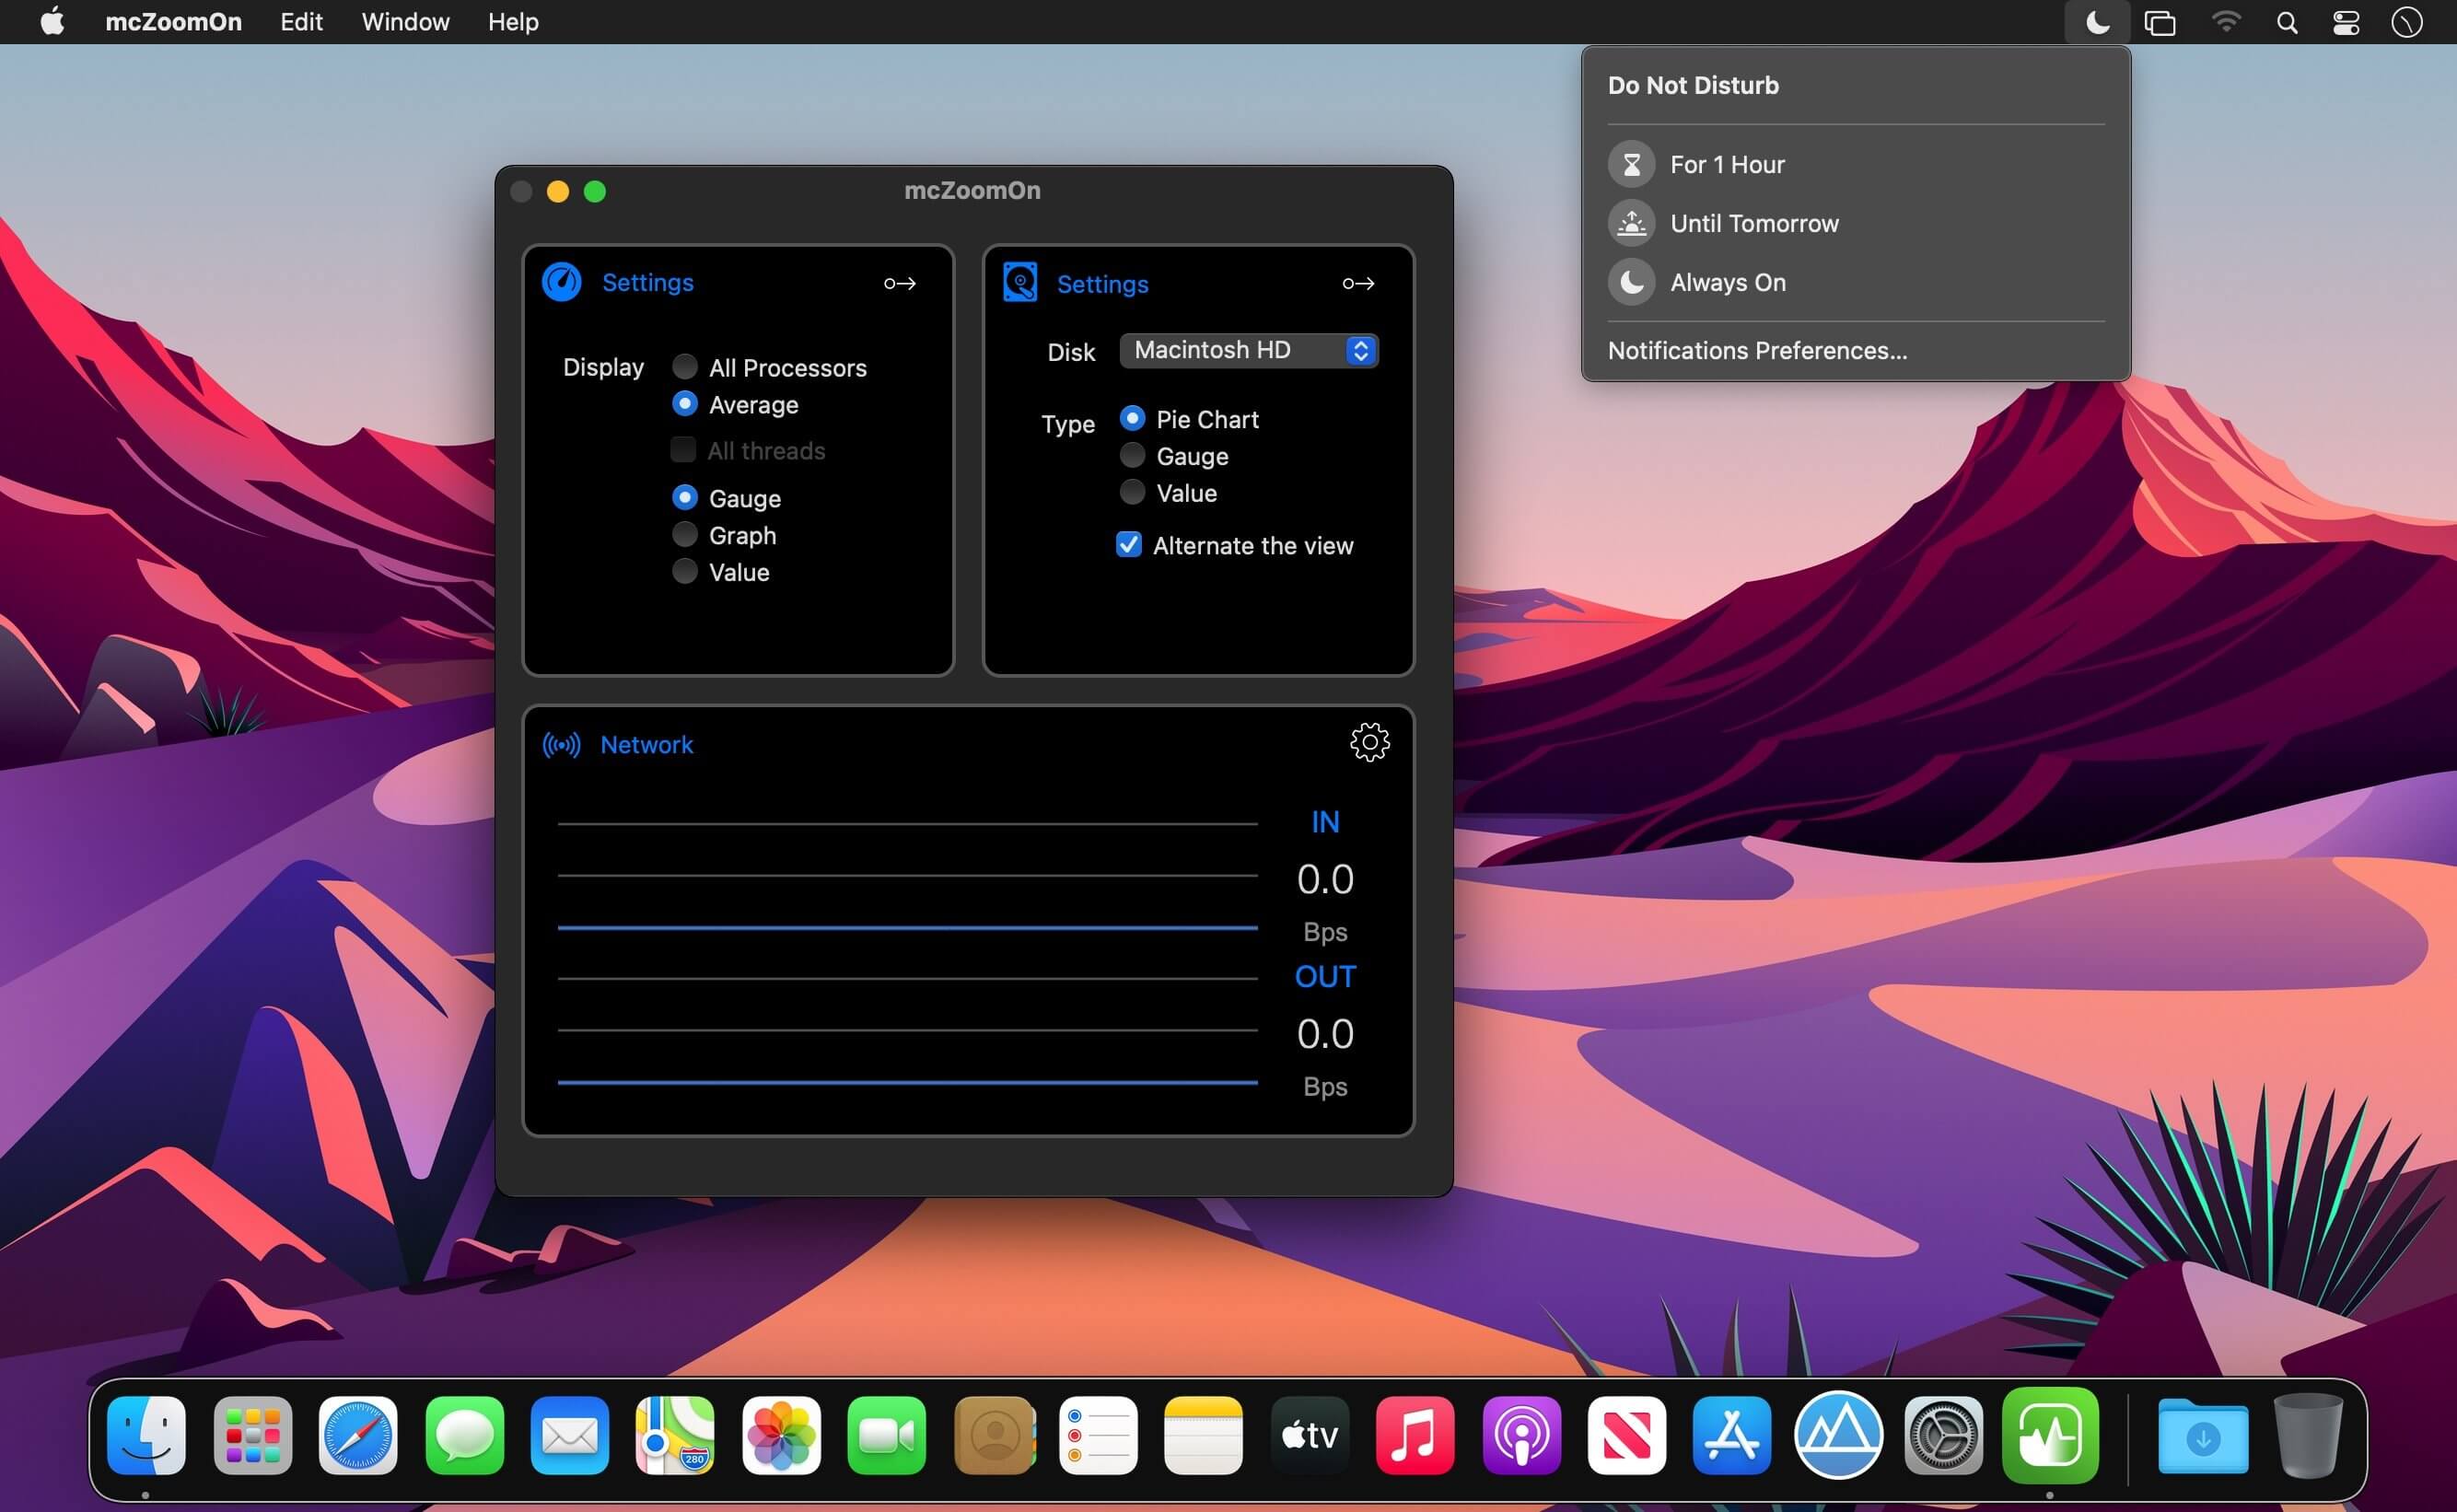 mcZoomOn Edit Window Help
Do Not Disturb
For 1 Hour
Until Tomorrow
Always On
Notifications Preferences...
mcZoomOn
Settings
Display
All Processors
Average
All threads
Gauge
Graph
Value
Settings
Disk
Macintosh HD
Type
Pie Chart
Gauge
Value
Alternate the view
Network
IN
0.0
Bps
OUT
0.0
Bps
280
tv